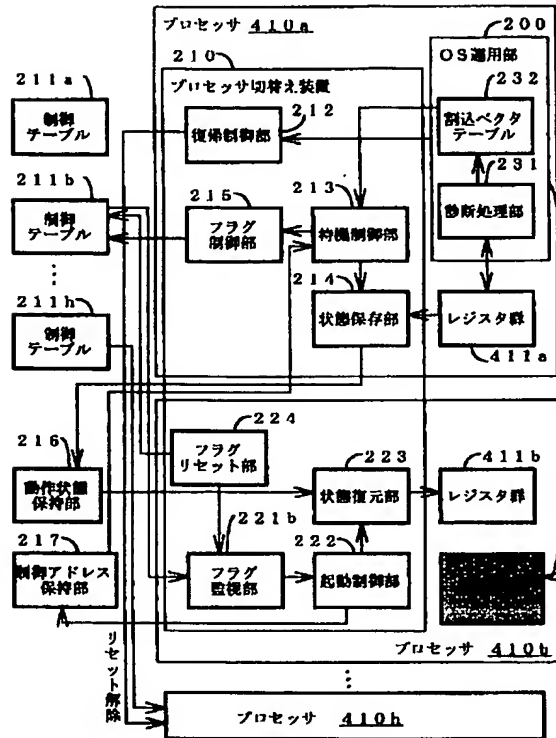 プロセッサ 410a
200
210
OS運用部
211a
プロセッサ切替え装置
232
制御
テーブル
212
復帰制御部
割込ベクタ
テーブル
211b
231
制御
テーブル
215
フラグ
制御部
213
待機制御部
診断処理部
⋮
214
211h
制御
テーブル
状態保存部
レジスタ群
411a
224
216
フラグ
リセット部
223
411b
動作状態
保持部
221b
状態復元部
レジスタ群
217
222
制御アドレス
保持部
フラグ
監視部
起動制御部
リセット解除
プロセッサ 410b
⋮
プロセッサ 410h